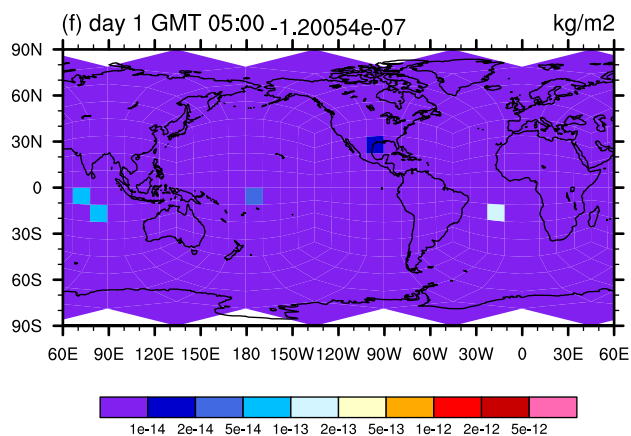 (f) day 1 GMT 05:00 -1.20054e-07 kg/m2
90N
60N
30N
0
30S
60S
90S
60E 90E 120E 150E 180 150W 120W 90W 60W 30W 0 30E 60E
1e-14 2e-14 5e-14 1e-13 2e-13 5e-13 1e-12 2e-12 5e-12